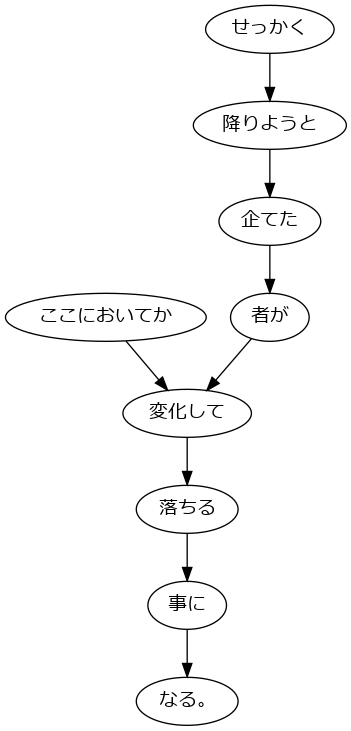 せっかく
降りようと
企てた
ここにおいてか
者が
変化して
落ちる
事に
なる。